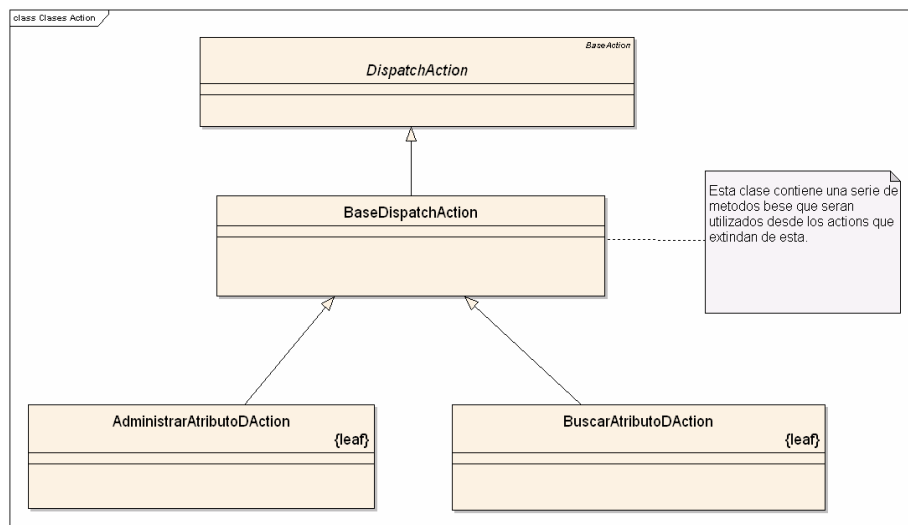 class Clases Action
BaseAction
DispatchAction
BaseDispatchAction
Esta clase contiene una serie de
metodos bese que seran
utilizados desde los actions que
extindan de esta.
AdministrarAtributoDAction
{leaf}
BuscarAtributoDAction
{leaf}